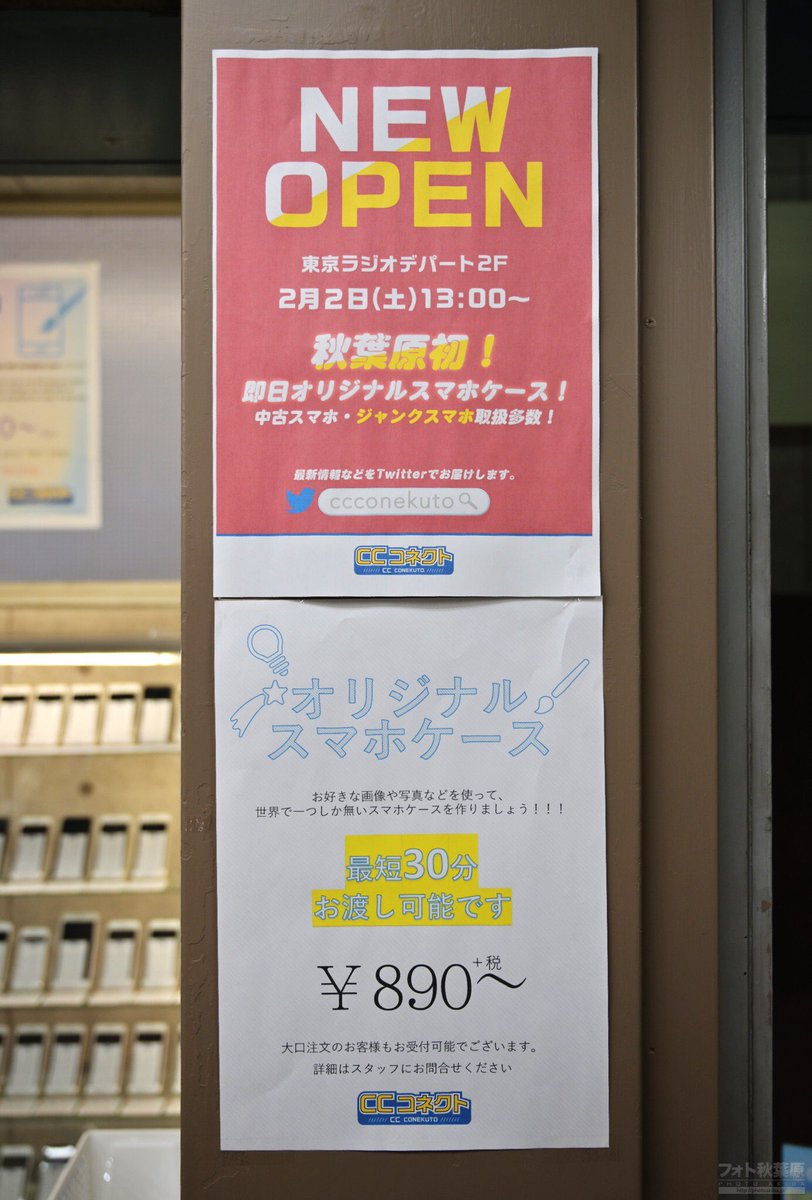 NEW
OPEN
東京ラジオデパート2F
2月2日(土)13:00～
秋葉原初！
即日オリジナルスマホケース！
中古スマホ・ジャンクスマホ取扱多数！
最新情報などをTwitterでお届けします。
ccconekuto
CCコネクト
CC CONEKUTO
オリジナル
スマホケース
お好きな画像や写真などを使って、
世界で一つしか無いスマホケースを作りましょう！！！
最短30分
お渡し可能です
￥890～+税
大口注文のお客様もお受付可能でございます。
詳細はスタッフにお問合せください
CCコネクト
CC CONEKUTO
フォト秋葉原